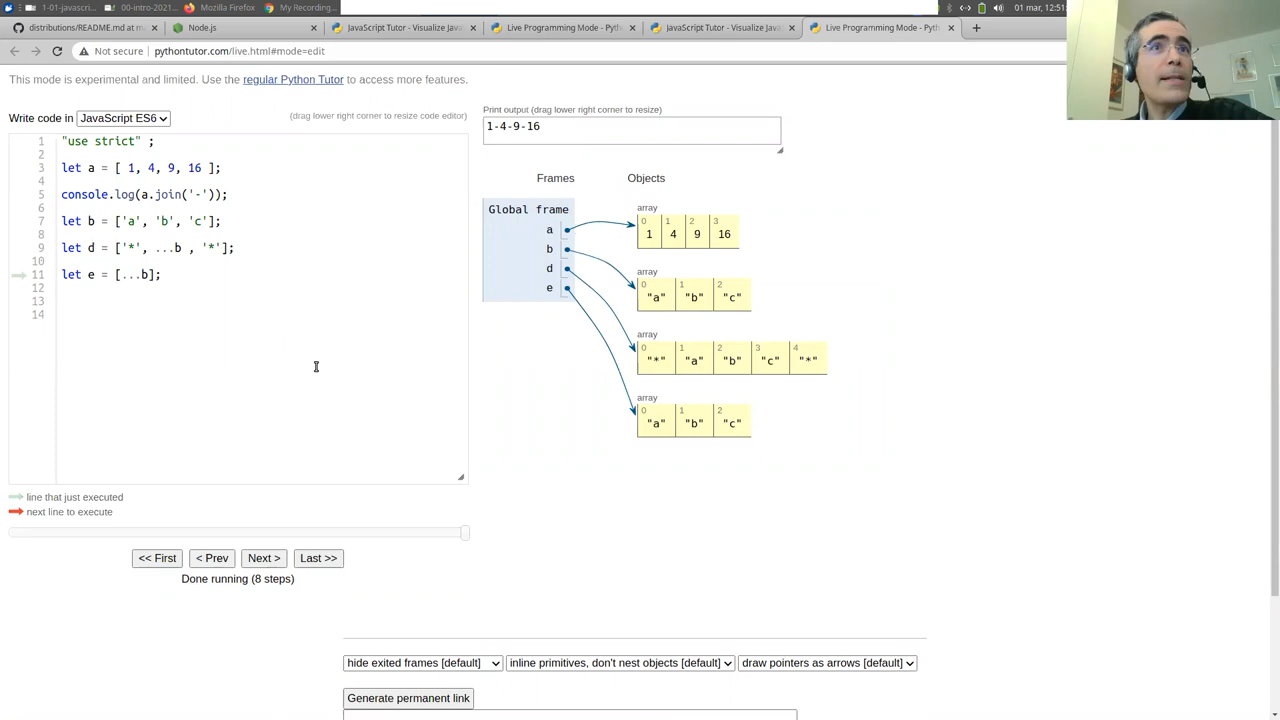 1-01-javascri...
00-intro-2021...
Mozilla Firefox
My Recording...
01 mar, 12:51
distributions/README.md at m
Node.js
JavaScript Tutor - Visualize Java
Live Programming Mode - Pyth
JavaScript Tutor - Visualize Java
Live Programming Mode - Pyth
Not secure
pythontutor.com/live.html#mode=edit
This mode is experimental and limited. Use the regular Python Tutor to access more features.
Write code in JavaScript ES6
(drag lower right corner to resize code editor)
1 "use strict" ;
2
3 let a = [ 1, 4, 9, 16 ];
4
5 console.log(a.join('-'));
6
7 let b = ['a', 'b', 'c'];
8
9 let d = ['*', ...b , '*'];
10
11 let e = [...b];
12
13
14
line that just executed
next line to execute
<< First
< Prev
Next >
Last >>
Done running (8 steps)
Print output (drag lower right corner to resize)
1-4-9-16
Frames
Objects
Global frame
a
b
d
e
array
0 1 2 3
1 4 9 16
array
0 1 2
"a" "b" "c"
array
0 1 2 3 4
"*" "a" "b" "c" "*"
array
0 1 2
"a" "b" "c"
hide exited frames [default]
inline primitives, don't nest objects [default]
draw pointers as arrows [default]
Generate permanent link